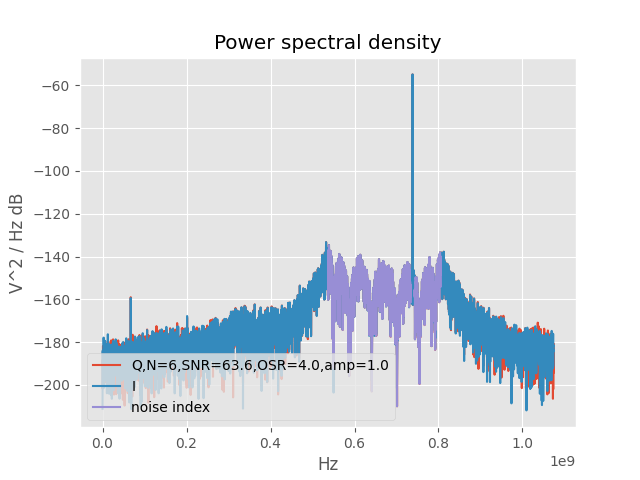 Power spectral density
V^2 / Hz dB
−60
−80
−100
−120
−140
−160
−180
−200
Q,N=6,SNR=63.6,OSR=4.0,amp=1.0
I
noise index
0.0 0.2 0.4 0.6 0.8 1.0
1e9
Hz